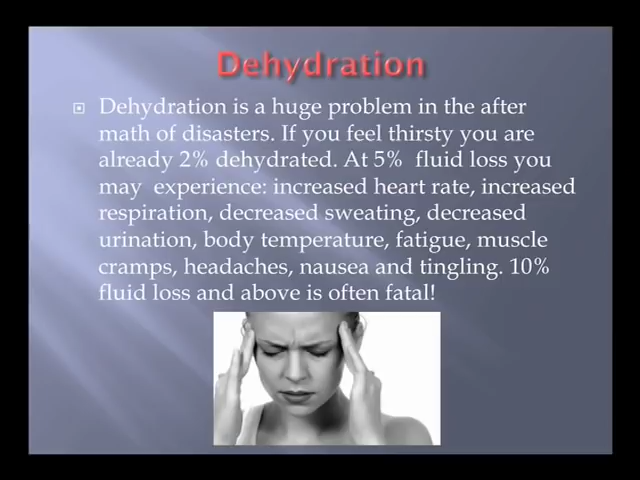 Dehydration
Dehydration is a huge problem in the after
math of disasters. If you feel thirsty you are
already 2% dehydrated. At 5% fluid loss you
may experience: increased heart rate, increased
respiration, decreased sweating, decreased
urination, body temperature, fatigue, muscle
cramps, headaches, nausea and tingling. 10%
fluid loss and above is often fatal!